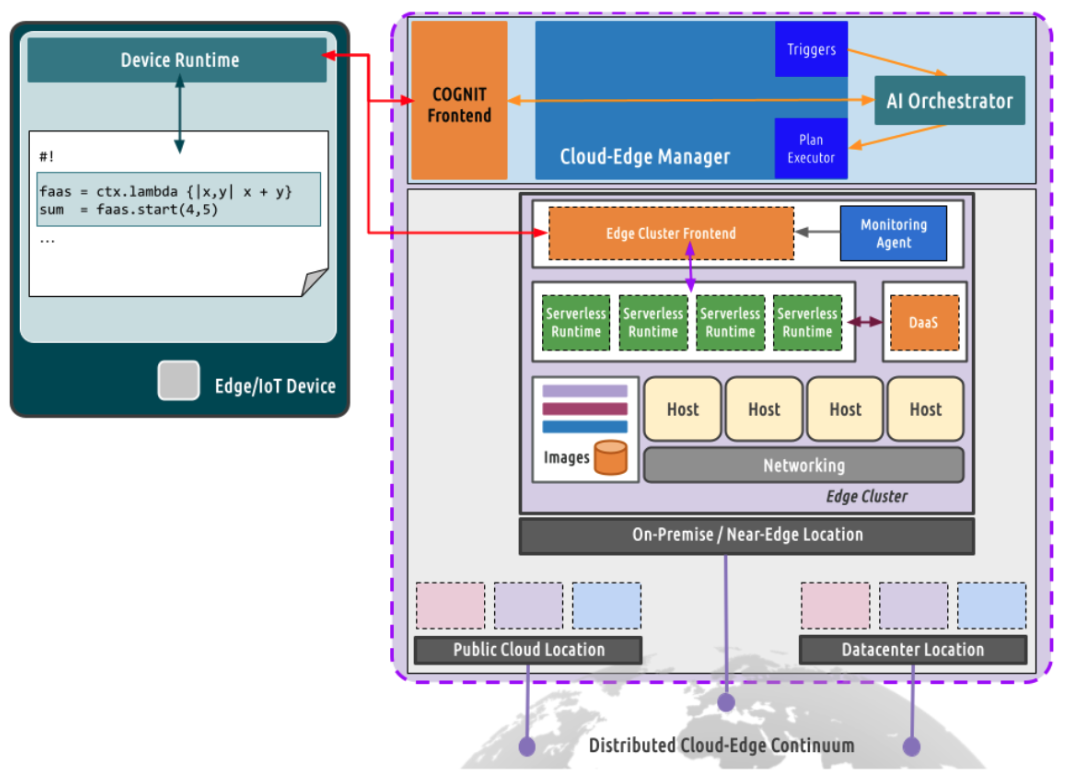 Device Runtime
#!
faas = ctx.lambda {|x,y| x + y}
sum = faas.start(4,5)
...
Edge/IoT Device
COGNIT
Frontend
Cloud-Edge Manager
Triggers
Plan
Executor
AI Orchestrator
Edge Cluster Frontend
Monitoring
Agent
Serverless
Runtime
Serverless
Runtime
Serverless
Runtime
Serverless
Runtime
DaaS
Images
Host
Host
Host
Host
Networking
Edge Cluster
On-Premise / Near-Edge Location
Public Cloud Location
Datacenter Location
Distributed Cloud-Edge Continuum